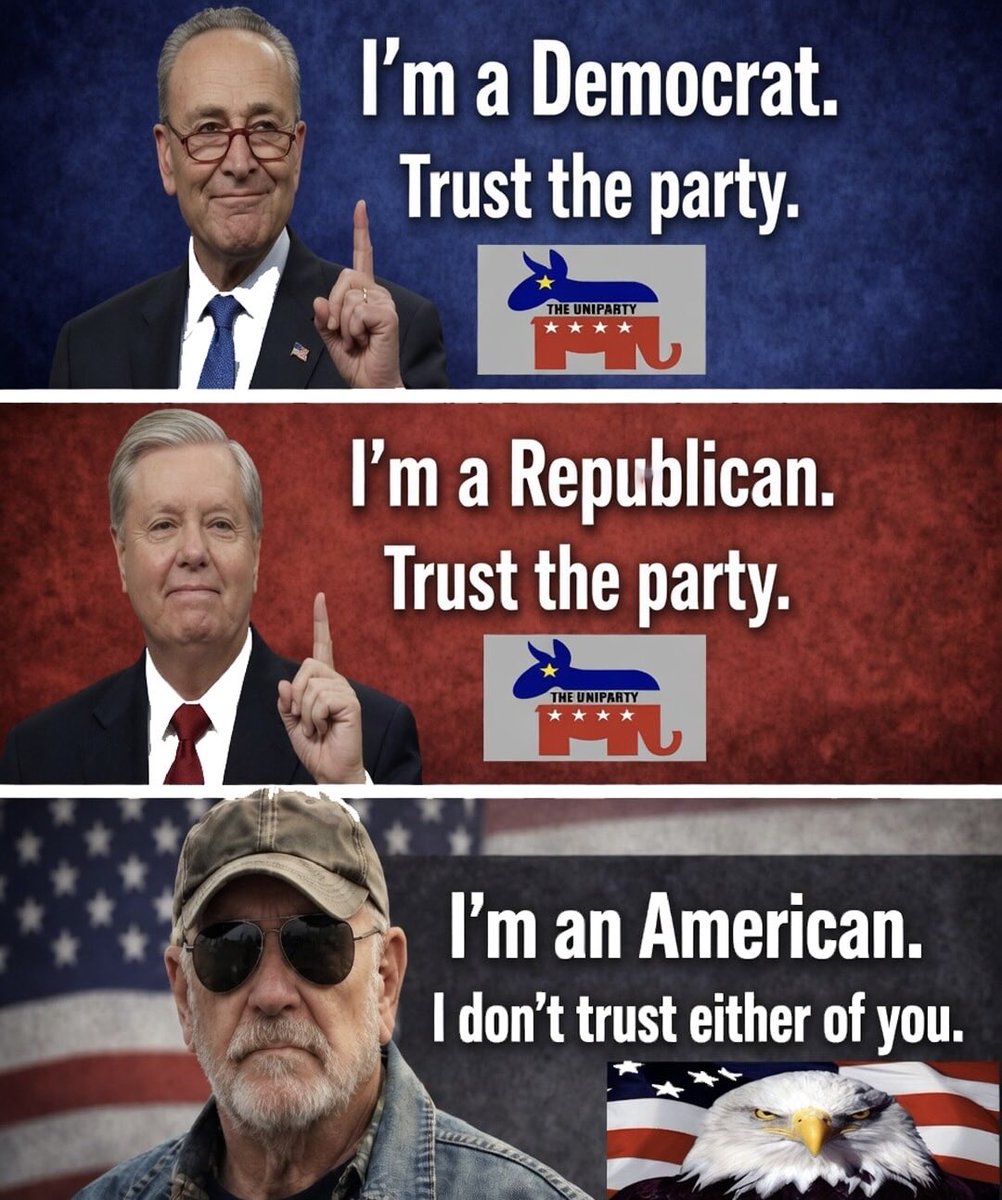 I'm a Democrat.
Trust the party.
THE UNIPARTY
I'm a Republican.
Trust the party.
THE UNIPARTY
I'm an American.
I don't trust either of you.